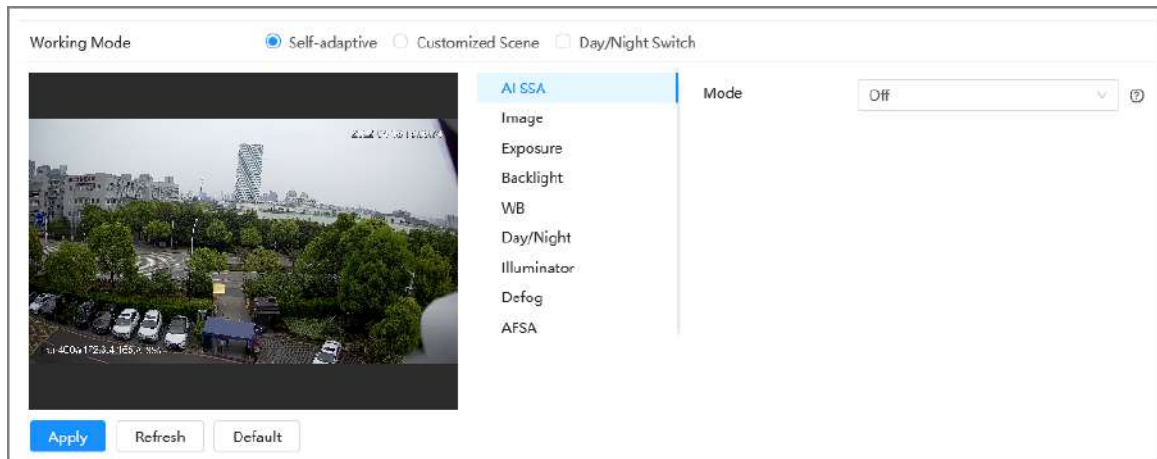 Working Mode Self-adaptive Customized Scene Day/Night Switch
AI SSA
Mode Off
Image
Exposure
Backlight
WB
Day/Night
Illuminator
Defog
AFSA
Apply Refresh Default